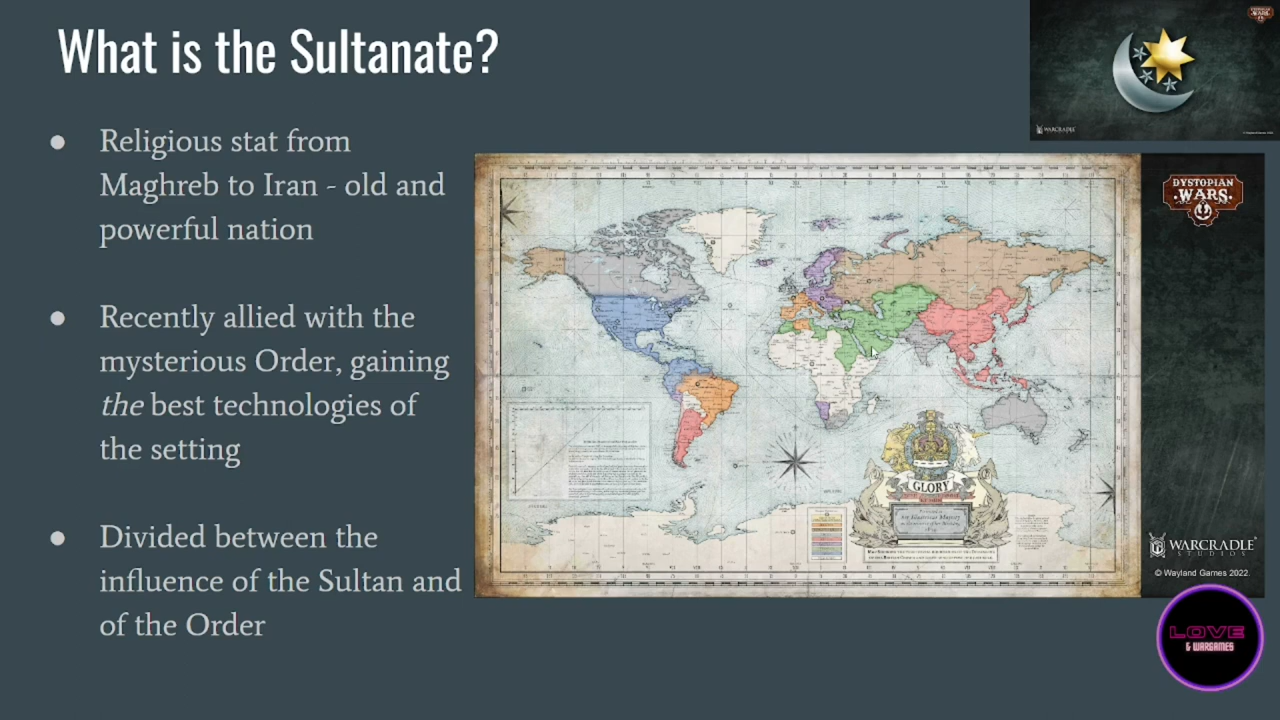 What is the Sultanate?
● Religious stat from
Maghreb to Iran - old and
powerful nation
● Recently allied with the
mysterious Order, gaining
the best technologies of
the setting
● Divided between the
influence of the Sultan and
of the Order
WARCRADLE
DYSTOPIAN
WARS
GLORY
WARCRADLE
STUDIOS
© Wayland Games 2022.
LOVE
& WARGAMES